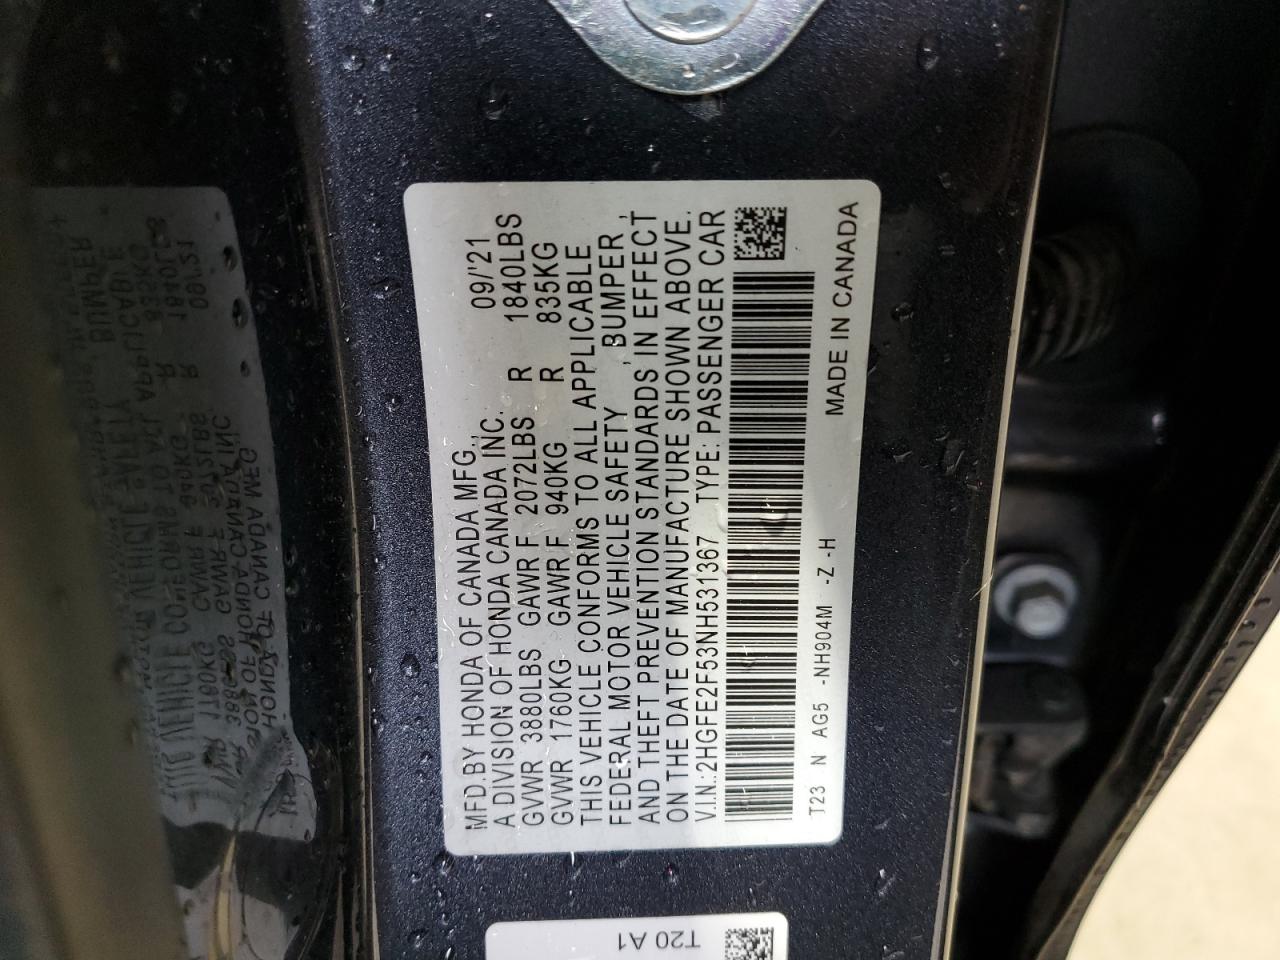 MFD.BY HONDA OF CANADA MFG., 09/'21
A DIVISION OF HONDA CANADA INC.
GVWR 3880LBS GAWR F 2072LBS R 1840LBS
GVWR 1760KG GAWR F 940KG R 835KG
THIS VEHICLE CONFORMS TO ALL APPLICABLE
FEDERAL MOTOR VEHICLE SAFETY , BUMPER ,
AND THEFT PREVENTION STANDARDS IN EFFECT
ON THE DATE OF MANUFACTURE SHOWN ABOVE.
V.I.N.:2HGFE2F53NH531367 TYPE: PASSENGER CAR
T23 N AG5 -NH904M -Z -H MADE IN CANADA
T20 A1